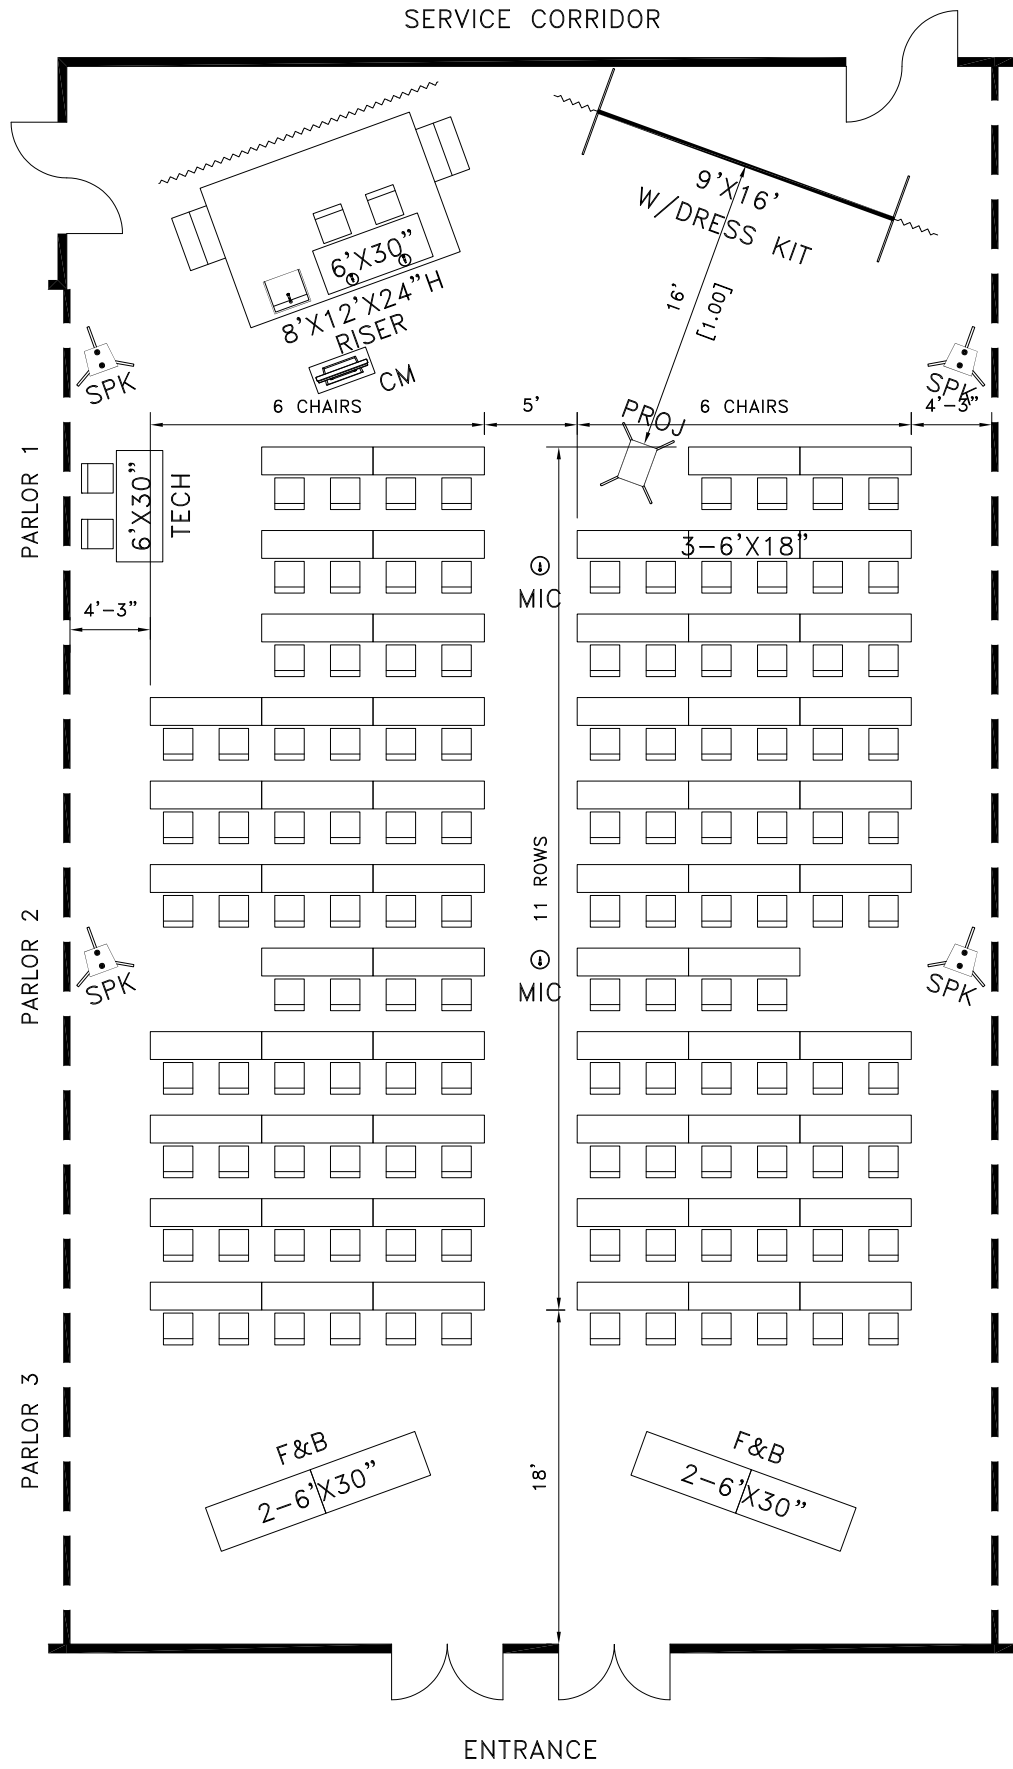 SERVICE CORRIDOR
9'X16'
W/DRESS KIT
6'X30"
8'X12'X24"H
RISER
CM
16'
[1.00]
SPK
SPK
6 CHAIRS
5'
PROJ
6 CHAIRS
4'-3"
PARLOR 1
6'X30"
TECH
3-6'X18"
MIC
4'-3"
11 ROWS
PARLOR 2
MIC
SPK
SPK
PARLOR 3
F&B
2-6'X30"
F&B
2-6'X30"
18'
ENTRANCE